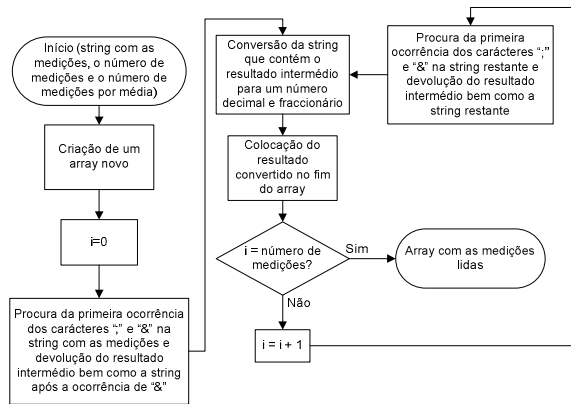 Início (string com as
medições, o número de
medições e o número de
medições por média)
Criação de um
array novo
i=0
Procura da primeira ocorrência
dos carácteres “;” e “&” na
string com as medições e
devolução do resultado
intermédio bem como a string
após a ocorrência de “&”
Conversão da string
que contém o
resultado intermédio
para um número
decimal e fraccionário
Colocação do
resultado
convertido no fim
do array
i = número de
medições?
Sim
Não
Array com as medições
lidas
i = i + 1
Procura da primeira
ocorrência dos carácteres “;”
e “&” na string restante e
devolução do resultado
intermédio bem como a
string restante